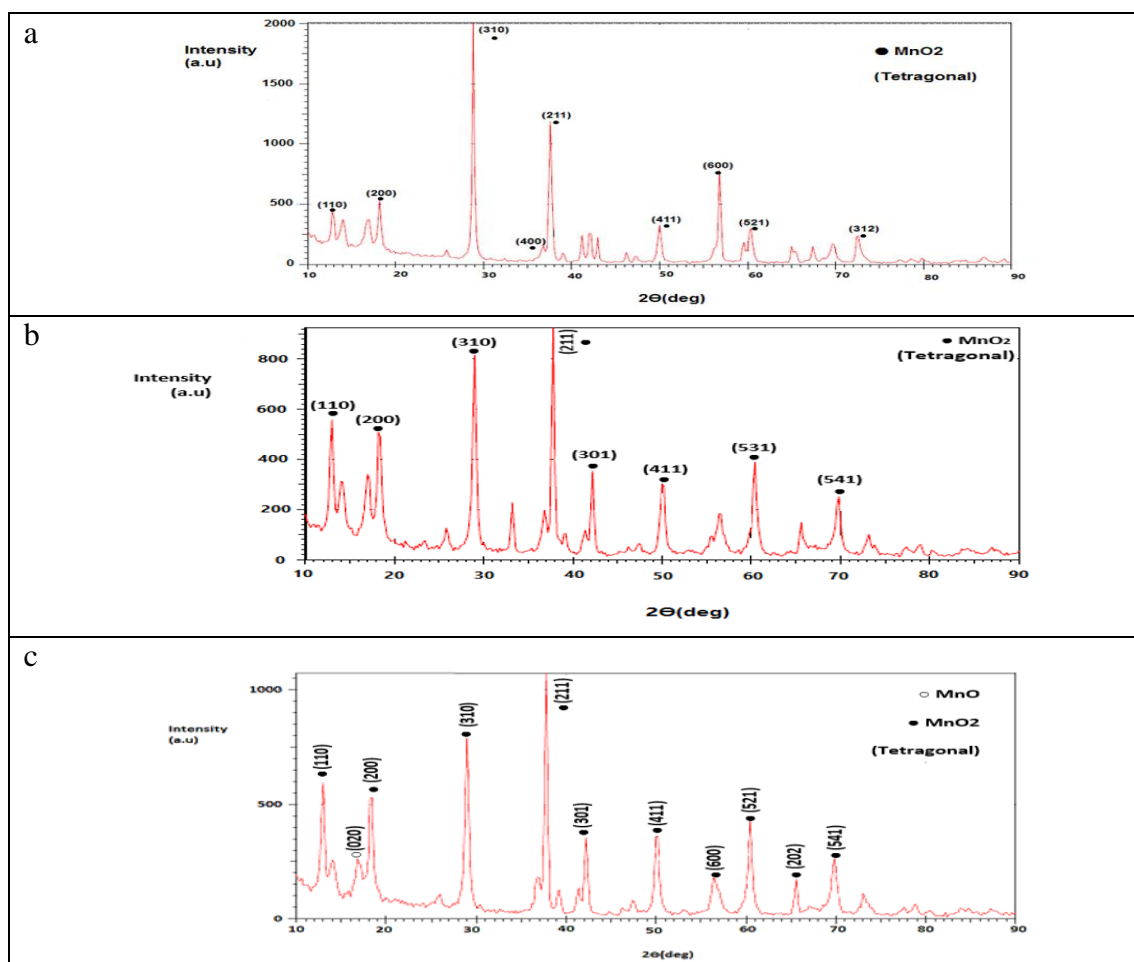 a
Intensity
(a.u)
2000
1500
1000
500
0
(110)
(200)
(310)
(400)
(211)
(411)
(600)
(521)
(312)
● MnO2
(Tetragonal)
10 20 30 40 50 60 70 80 90
2Θ(deg)
b
Intensity
(a.u)
800
600
400
200
0
(110)
(200)
(310)
(211)
(301)
(411)
(531)
(541)
● MnO₂
(Tetragonal)
10 20 30 40 50 60 70 80 90
2Θ(deg)
c
Intensity
(a.u)
1000
500
0
(110)
(020)
(200)
(310)
(211)
(301)
(411)
(600)
(521)
(202)
(541)
○ MnO
● MnO2
(Tetragonal)
10 20 30 40 50 60 70 80 90
2Θ(deg)